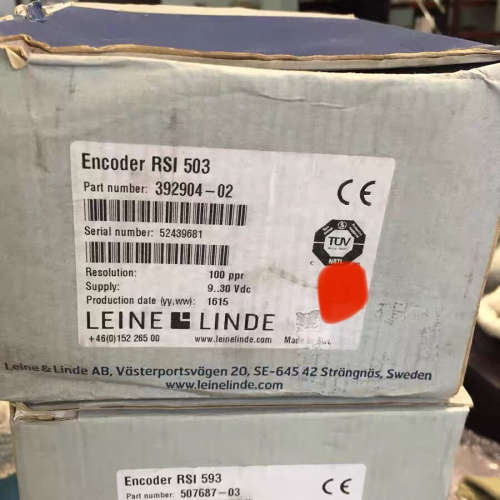 Encoder RSI 503
Part number: 392904-02
CE
Serial number: 52439681
TÜV
Resolution: 100 ppr
Supply: 9..30 Vdc
Production date (yy,ww): 1615
LEINE LINDE
+46(0)152 265 00 www.leinelinde.com Made in
Leine & Linde AB, Västerportsvägen 20, SE-645 42 Strängnäs, Sweden
www.leinelinde.com
Encoder RSI 593
CE
Part number: 507687-03